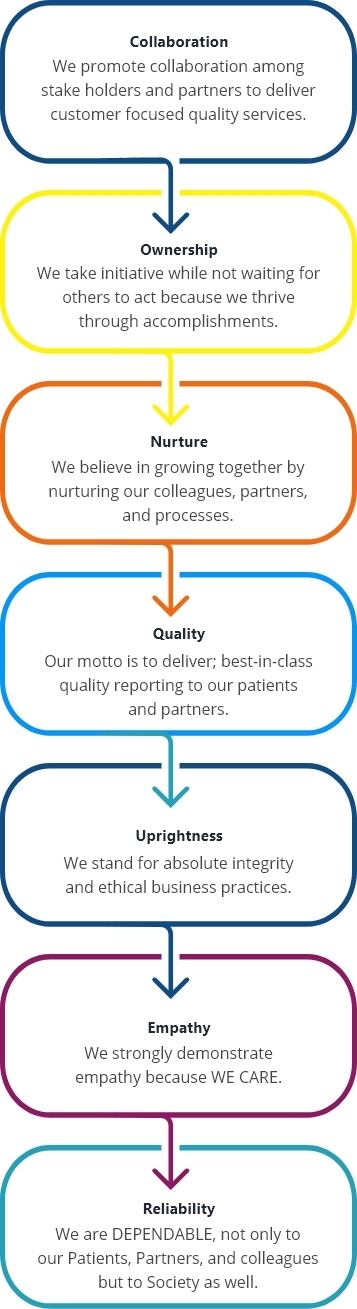 Collaboration
We promote collaboration among
stake holders and partners to deliver
customer focused quality services.
Ownership
We take initiative while not waiting for
others to act because we thrive
through accomplishments.
Nurture
We believe in growing together by
nurturing our colleagues, partners,
and processes.
Quality
Our motto is to deliver; best-in-class
quality reporting to our patients
and partners.
Uprightness
We stand for absolute integrity
and ethical business practices.
Empathy
We strongly demonstrate
empathy because WE CARE.
Reliability
We are DEPENDABLE, not only to
our Patients, Partners, and colleagues
but to Society as well.